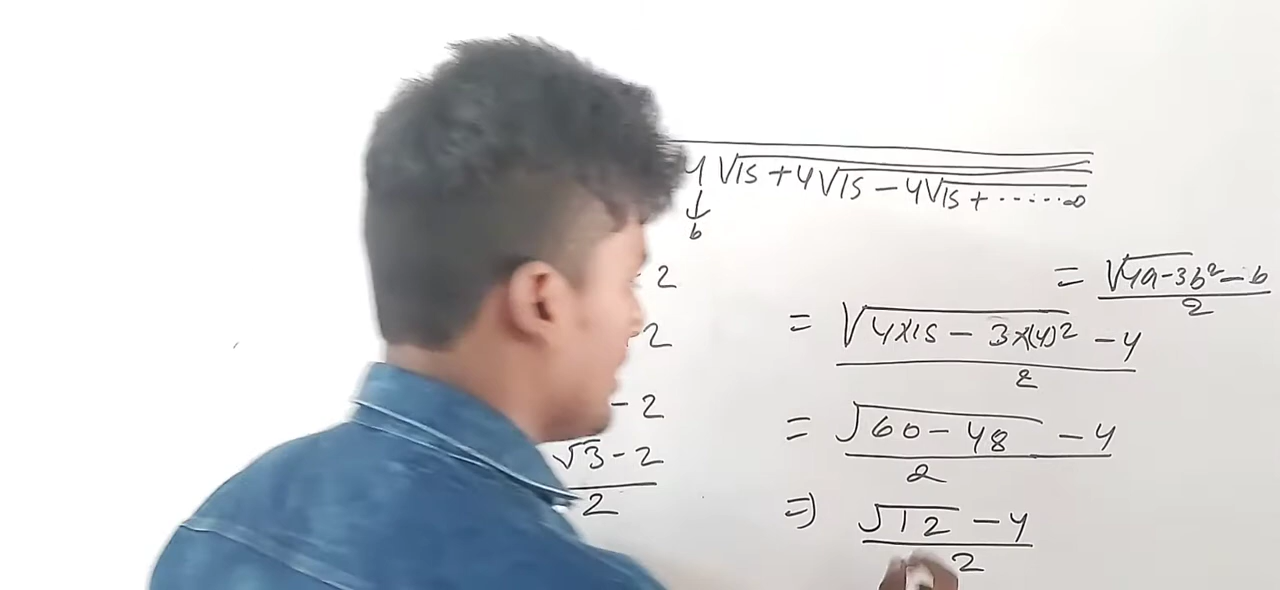 4√15 + 4√15 - 4√15 + ......∞
↓
b
- 2
-2
- 2
√3 - 2
2
= √4a-3b² - b
2
= √4×15 - 3×(4)² - 4
2
= √60 - 48 - 4
2
⇒ √12 - 4
2